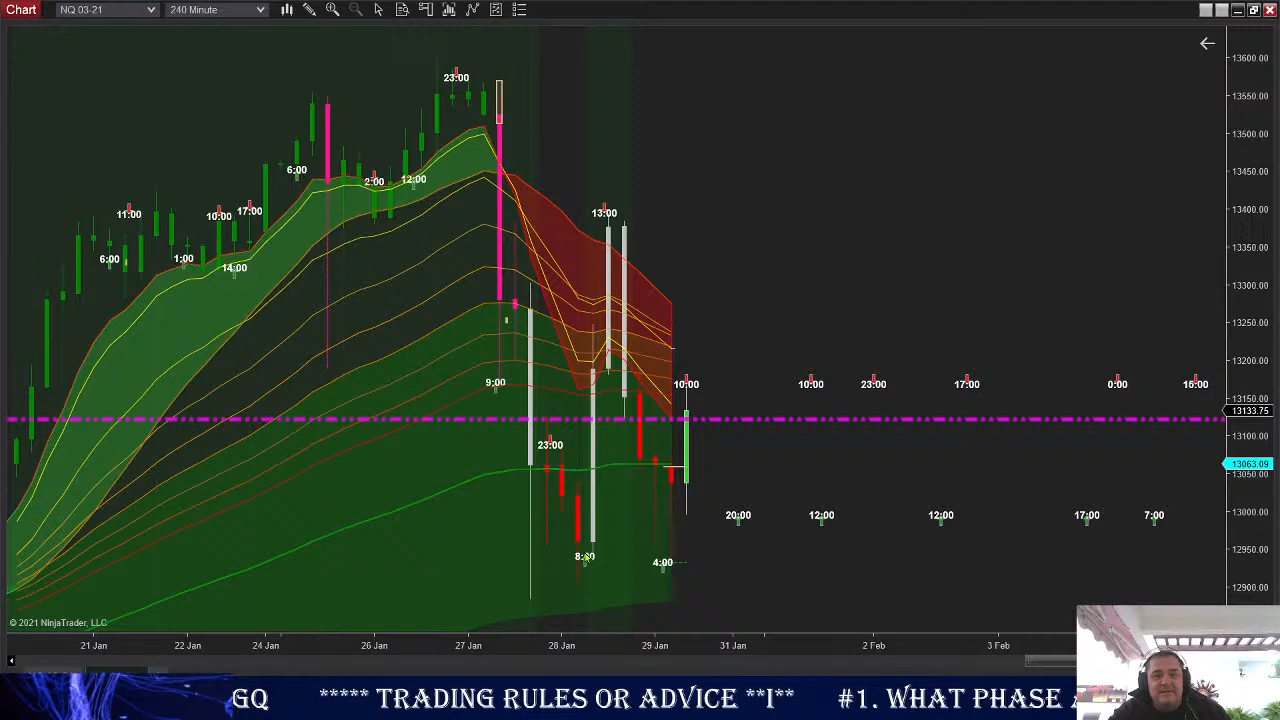 Chart
NQ 03-21
240 Minute
13600.00
13550.00
13500.00
13450.00
13400.00
13350.00
13300.00
13250.00
13200.00
13150.00
13133.75
13100.00
13063.09
13050.00
13000.00
12950.00
12900.00
23:00
6:00
2:00
12:00
11:00
10:00
17:00
13:00
6:00
1:00
14:00
9:00
10:00
10:00
23:00
17:00
0:00
15:00
23:00
20:00
12:00
12:00
17:00
7:00
4:00
© 2021 NinjaTrader, LLC
21 Jan
22 Jan
24 Jan
26 Jan
27 Jan
28 Jan
29 Jan
31 Jan
2 Feb
3 Feb
GQ ***** TRADING RULES OR ADVICE **I** #1. WHAT PHASE